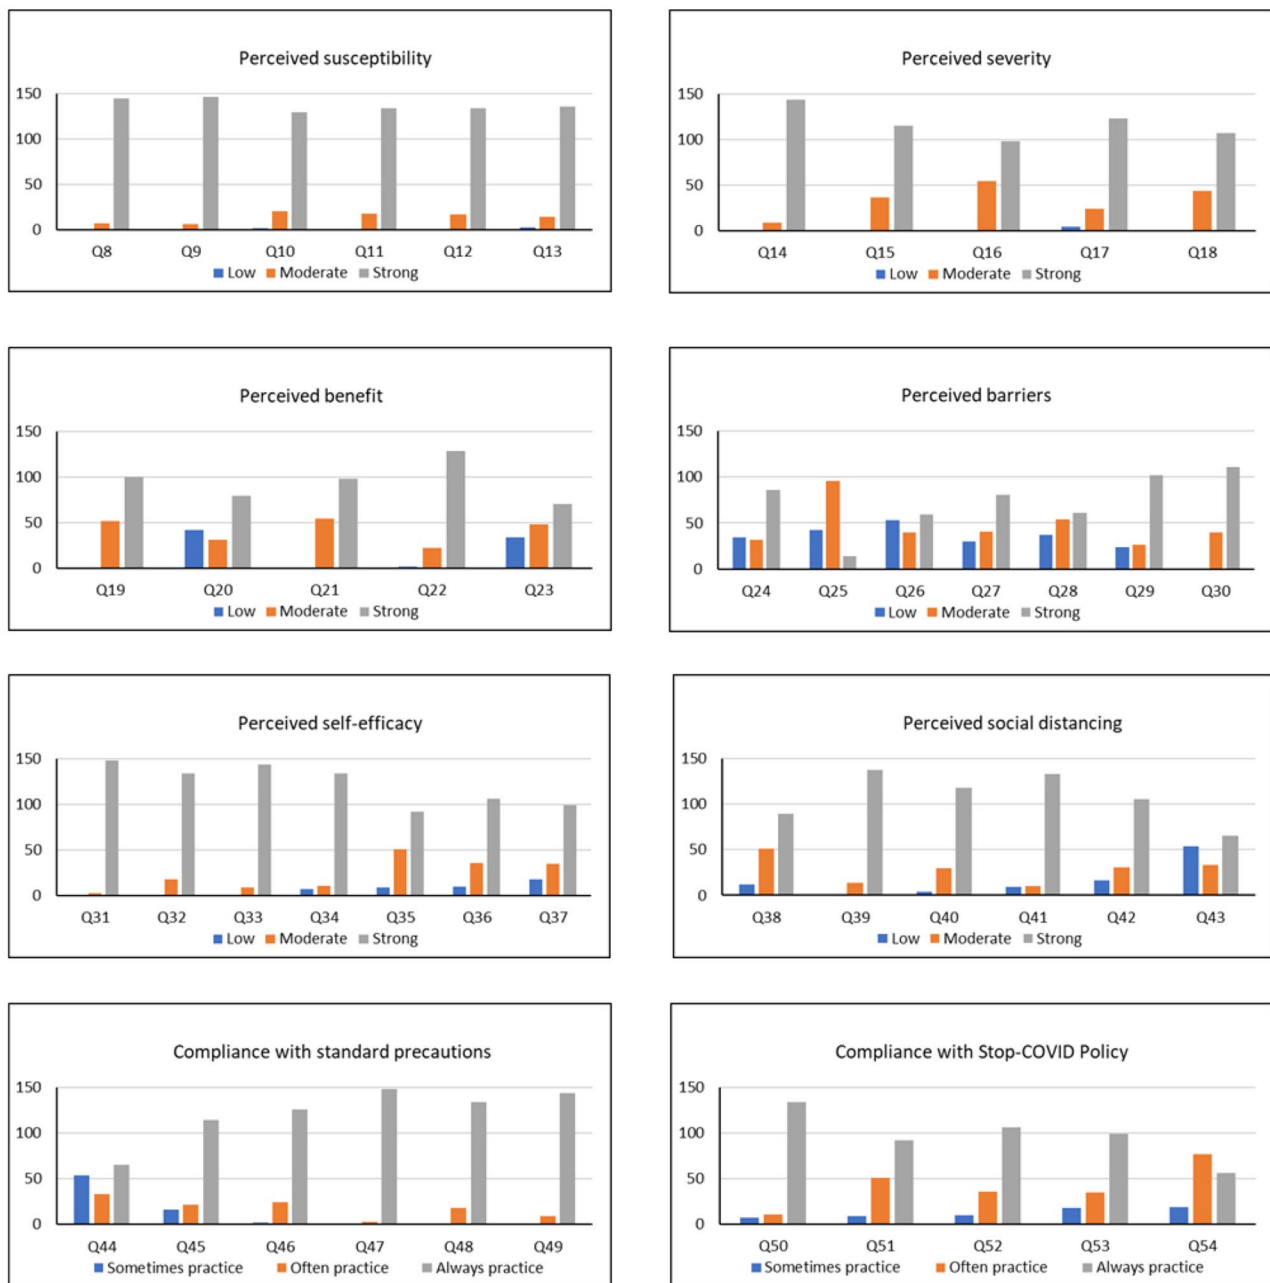 Perceived susceptibility
150
100
50
0
Q8 Q9 Q10 Q11 Q12 Q13
Low Moderate Strong
Perceived severity
150
100
50
0
Q14 Q15 Q16 Q17 Q18
Low Moderate Strong
Perceived benefit
150
100
50
0
Q19 Q20 Q21 Q22 Q23
Low Moderate Strong
Perceived barriers
150
100
50
0
Q24 Q25 Q26 Q27 Q28 Q29 Q30
Low Moderate Strong
Perceived self-efficacy
150
100
50
0
Q31 Q32 Q33 Q34 Q35 Q36 Q37
Low Moderate Strong
Perceived social distancing
150
100
50
0
Q38 Q39 Q40 Q41 Q42 Q43
Low Moderate Strong
Compliance with standard precautions
150
100
50
0
Q44 Q45 Q46 Q47 Q48 Q49
Sometimes practice Often practice Always practice
Compliance with Stop-COVID Policy
150
100
50
0
Q50 Q51 Q52 Q53 Q54
Sometimes practice Often practice Always practice